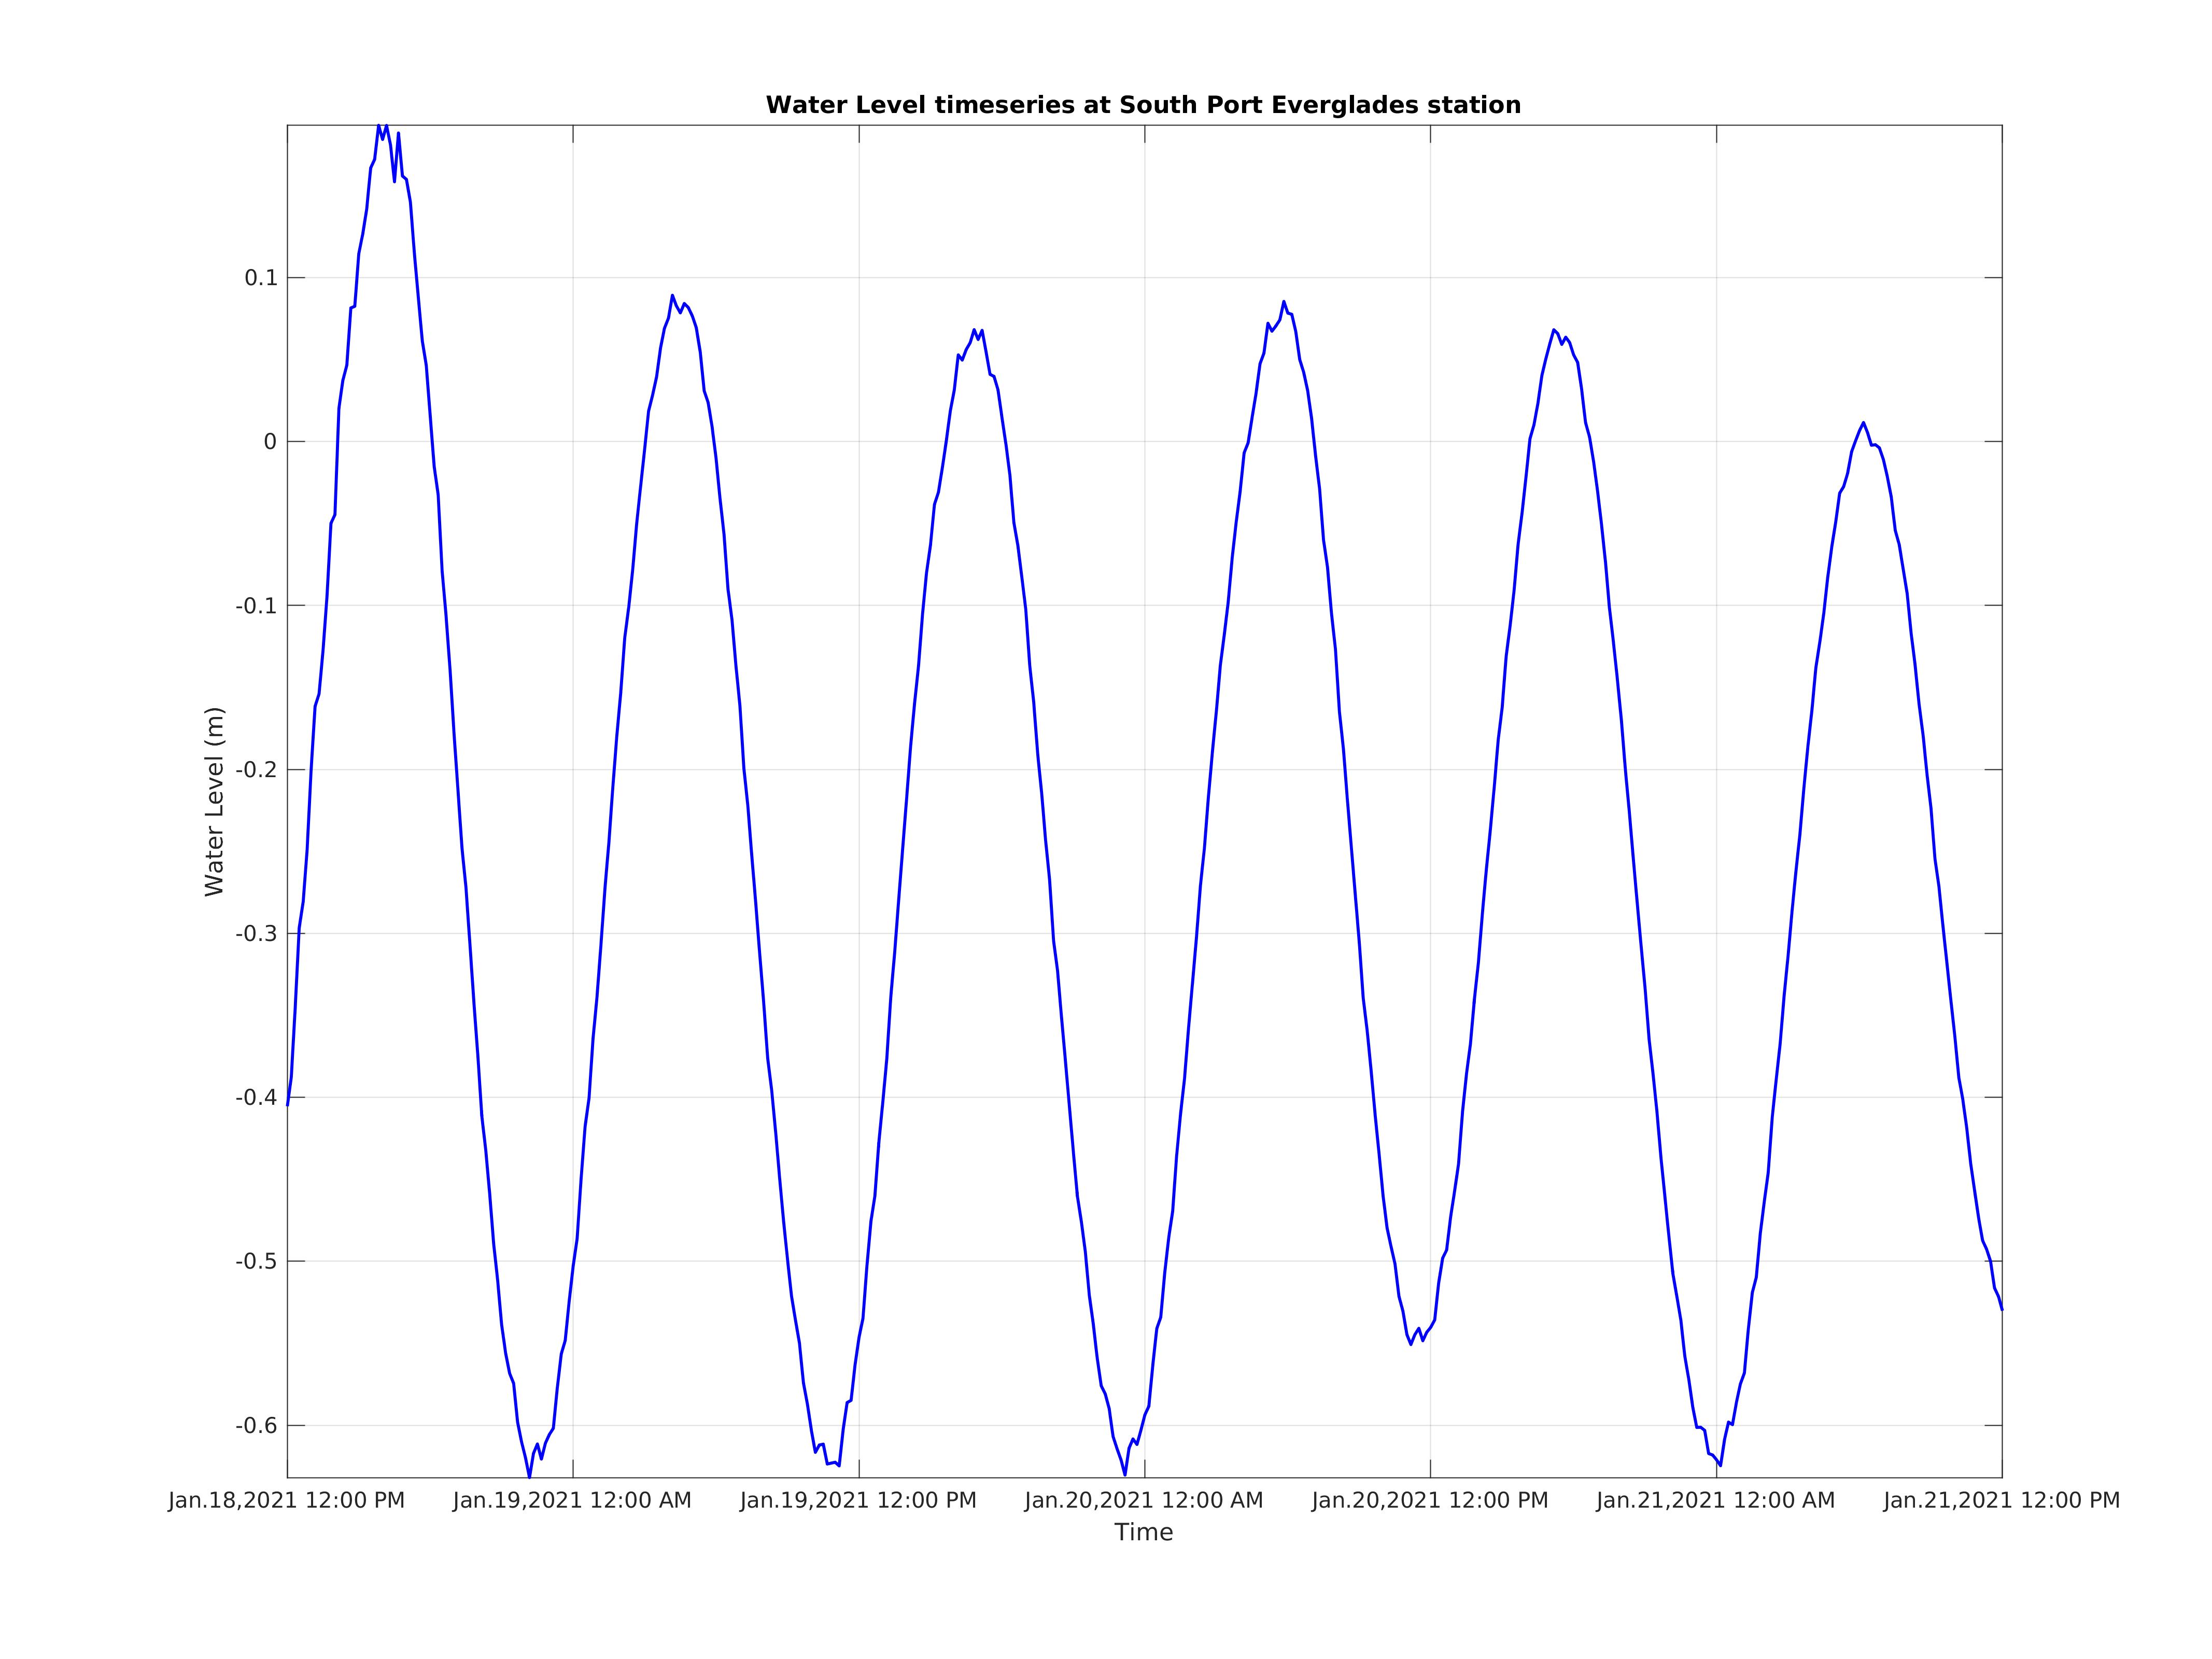 Water Level timeseries at South Port Everglades station
0.1
0
-0.1
-0.2
-0.3
-0.4
-0.5
-0.6
Water Level (m)
Jan.18,2021 12:00 PM Jan.19,2021 12:00 AM Jan.19,2021 12:00 PM Jan.20,2021 12:00 AM Jan.20,2021 12:00 PM Jan.21,2021 12:00 AM Jan.21,2021 12:00 PM
Time